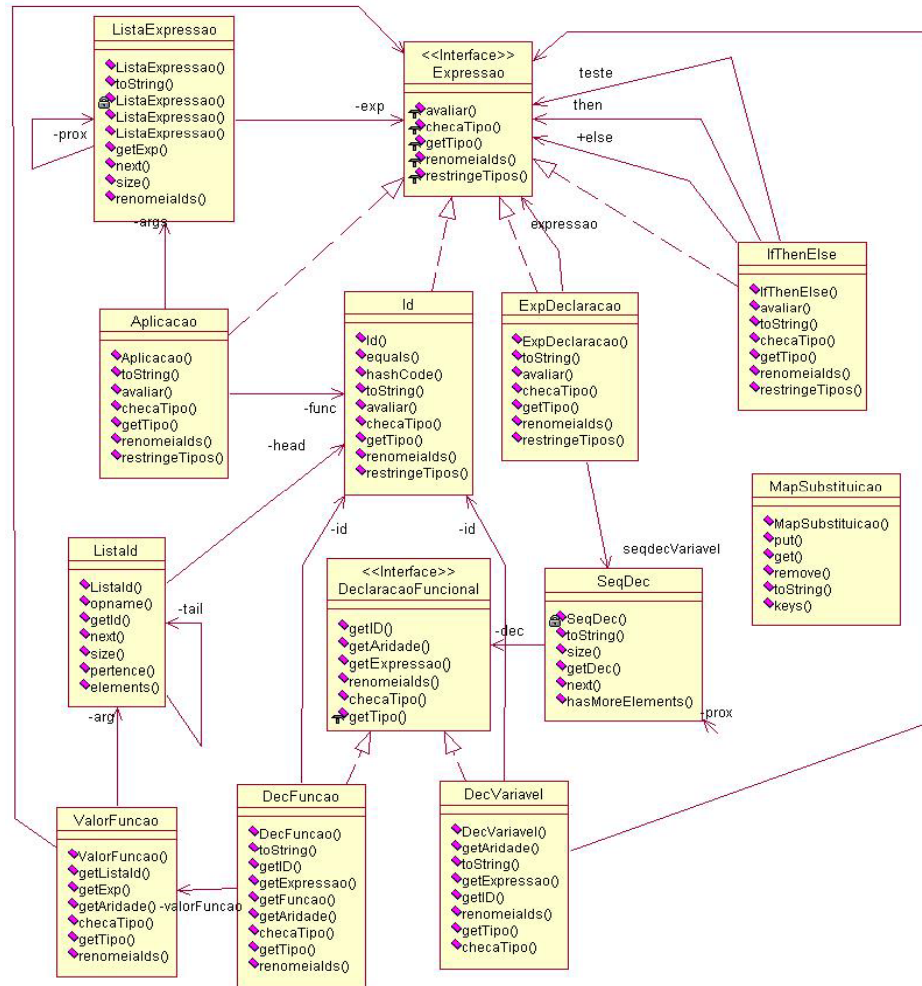 ListaExpressao
ListaExpressao()
toString()
ListaExpressao()
ListaExpressao()
ListaExpressao()
getExp()
next()
size()
renomeiaIds()
-prox
-exp
-args
<<Interface>>
Expressao
avaliar()
checaTipo()
getTipo()
renomeiaIds()
restringeTipos()
teste
then
+else
expressao
IfThenElse
IfThenElse()
avaliar()
toString()
checaTipo()
getTipo()
renomeiaIds()
restringeTipos()
Aplicacao
Aplicacao()
toString()
avaliar()
checaTipo()
getTipo()
renomeiaIds()
restringeTipos()
-func
-head
Id
Id()
equals()
hashCode()
toString()
avaliar()
checaTipo()
getTipo()
renomeiaIds()
restringeTipos()
-id
-id
ExpDeclaracao
ExpDeclaracao()
toString()
avaliar()
checaTipo()
getTipo()
renomeiaIds()
restringeTipos()
seqdecVariavel
MapSubstituicao
MapSubstituicao()
put()
get()
remove()
toString()
keys()
ListaId
ListaId()
opname()
getId()
next()
size()
pertence()
elements()
-tail
-arg
<<Interface>>
DeclaracaoFuncional
getID()
getAridade()
getExpressao()
renomeiaIds()
checaTipo()
getTipo()
-dec
SeqDec
SeqDec()
toString()
size()
getDec()
next()
hasMoreElements()
-prox
ValorFuncao
ValorFuncao()
getListaId()
getExp()
getAridade()
checaTipo()
getTipo()
renomeiaIds()
-valorFuncao
DecFuncao
DecFuncao()
toString()
getID()
getExpressao()
getFuncao()
getAridade()
checaTipo()
getTipo()
renomeiaIds()
DecVariavel
DecVariavel()
getAridade()
toString()
getExpressao()
getID()
renomeiaIds()
getTipo()
checaTipo()